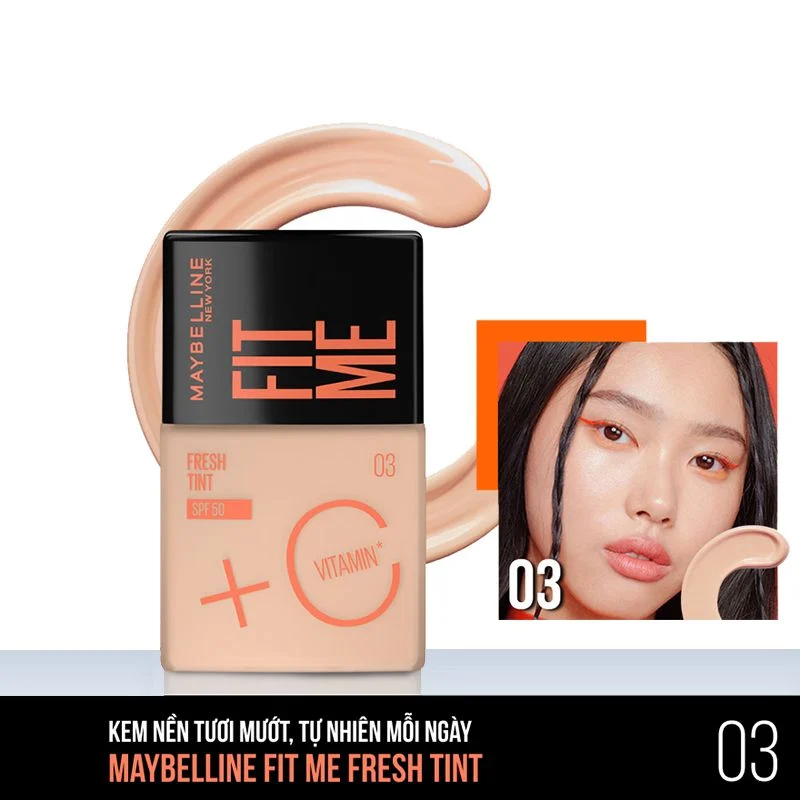 MAYBELLINE
NEW YORK
FIT
ME
FRESH
TINT
03
SPF 50
+ C
VITAMIN*
03
KEM NỀN TƯƠI MƯỚT, TỰ NHIÊN MỖI NGÀY
MAYBELLINE FIT ME FRESH TINT
03